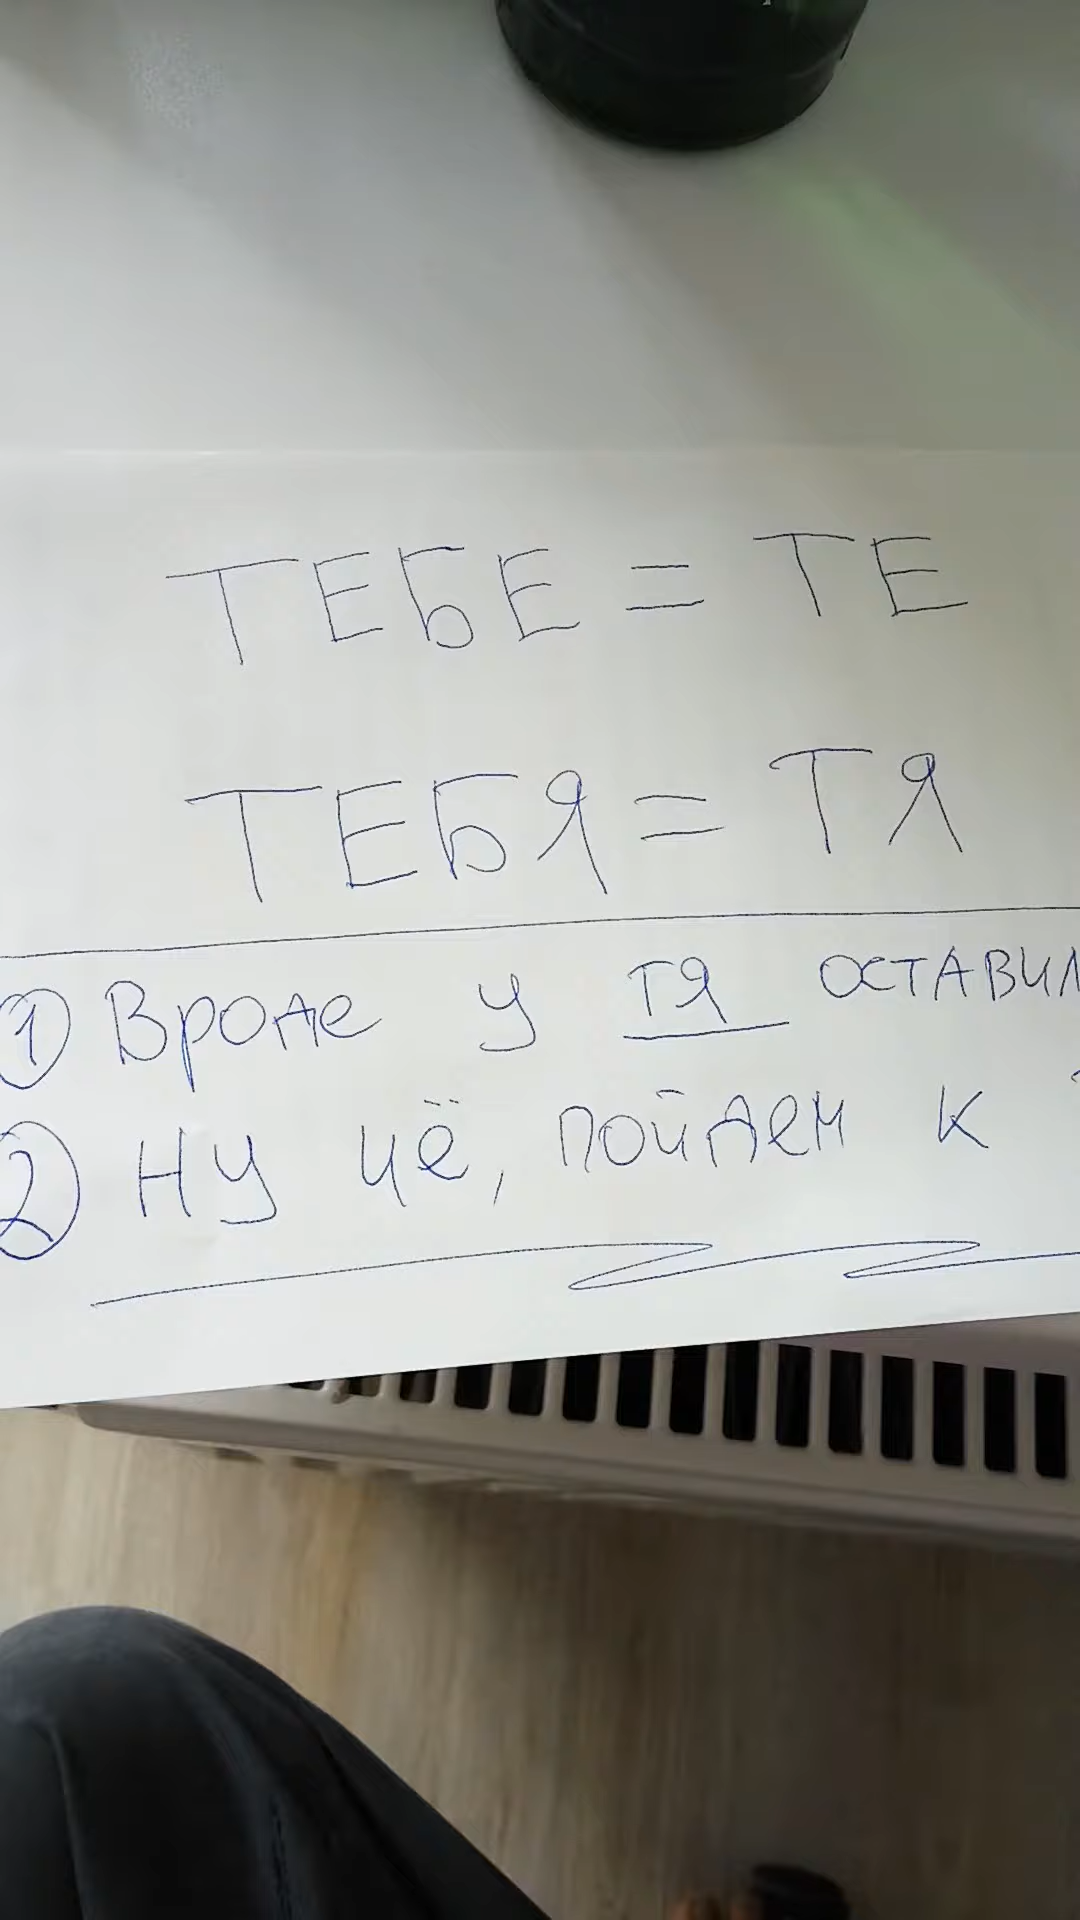 ТЕБЕ = ТЕ
ТЕБЯ = ТЯ
① Вроде у тя оставил
② Ну чё, пойдем к